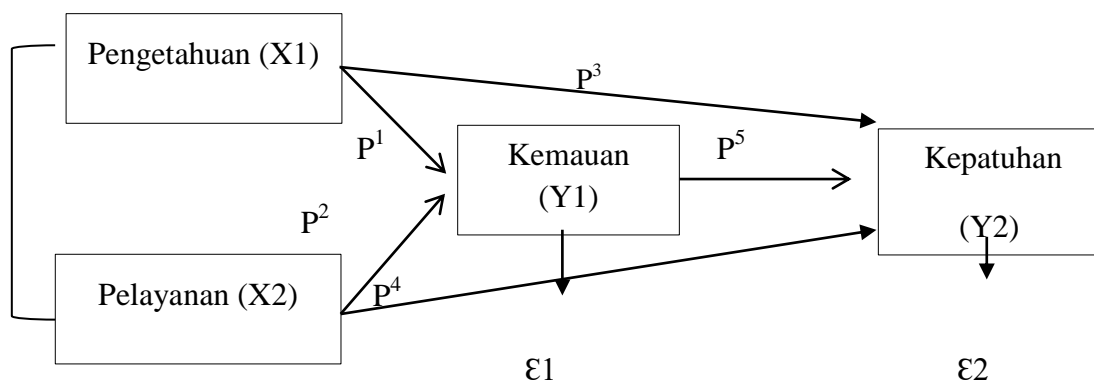 Pengetahuan (X1)
P³
P¹
Kemauan
(Y1)
P⁵
Kepatuhan
(Y2)
P²
Pelayanan (X2)
P⁴
Ɛ1
Ɛ2